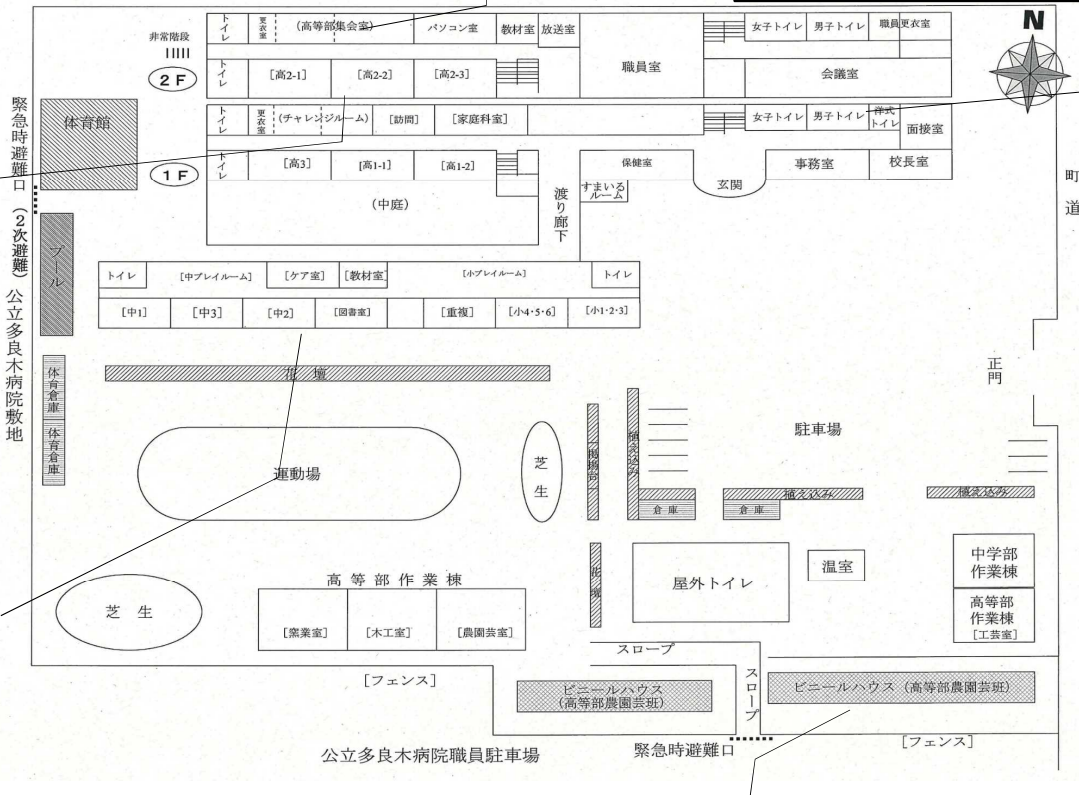 トイレ
更衣室
(高等部集会室)
パソコン室
教材室
放送室
職員室
女子トイレ
男子トイレ
職員更衣室
N
非常階段
2F
トイレ
[高2-1]
[高2-2]
[高2-3]
会議室
体育館
トイレ
更衣室
(チャレンジルーム)
[訪問]
[家庭科室]
女子トイレ
男子トイレ
洋式トイレ
面接室
1F
トイレ
[高3]
[高1-1]
[高1-2]
保健室
すまいるルーム
玄関
事務室
校長室
町道
(中庭)
渡り廊下
緊急時避難口(2次避難)公立多良木病院敷地
プール
トイレ
[中プレイルーム]
[ケア室]
[教材室]
[小プレイルーム]
トイレ
[中1]
[中3]
[中2]
[図書室]
[重複]
[小4・5・6]
[小1・2・3]
正門
体育倉庫
体育倉庫
花壇
運動場
芝生
掲揚台
植え込み
駐車場
倉庫
植え込み
倉庫
植え込み
芝生
高等部作業棟
[窯業室]
[木工室]
[農園芸室]
花壇
屋外トイレ
温室
中学部
作業棟
高等部
作業棟
[工芸室]
スロープ
スロープ
[フェンス]
ビニールハウス
(高等部農園芸班)
ビニールハウス(高等部農園芸班)
公立多良木病院職員駐車場
緊急時避難口
[フェンス]